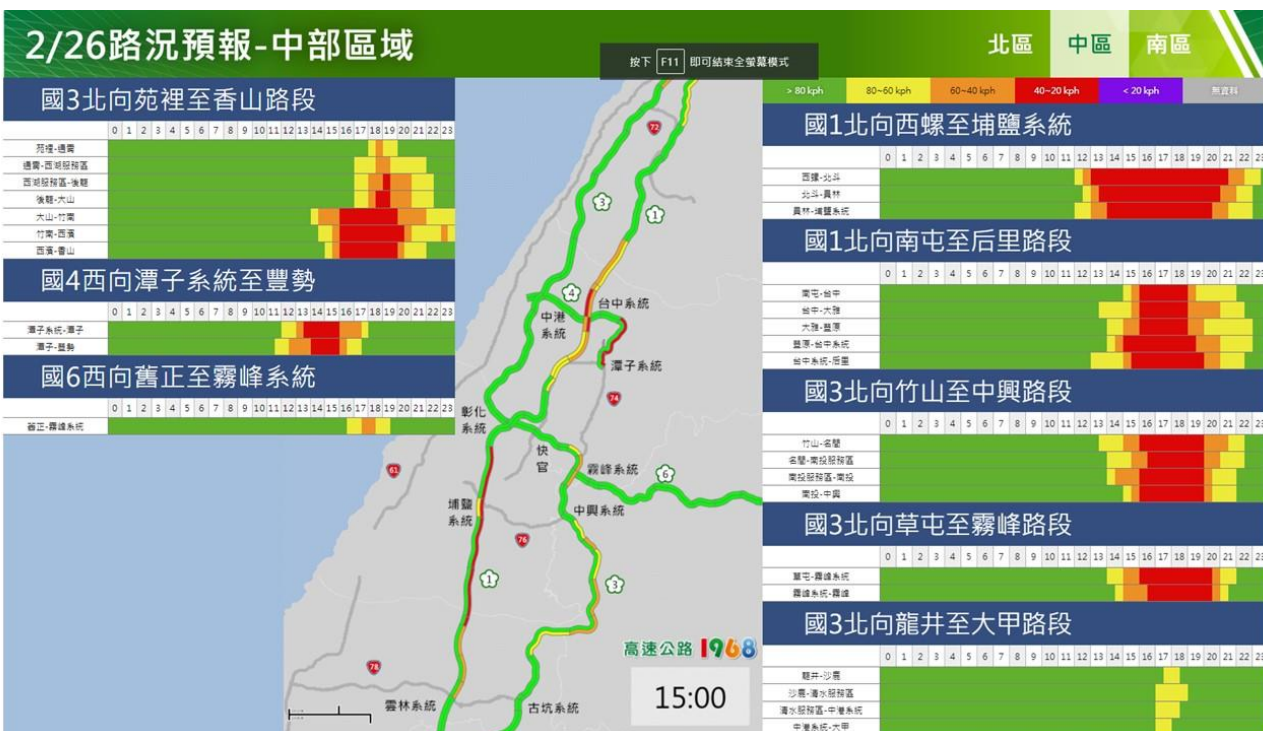 2/26路況預報-中部區域
按下 F11 即可結束全螢幕模式
北區 中區 南區
國3北向苑裡至香山路段
0 1 2 3 4 5 6 7 8 9 10 11 12 13 14 15 16 17 18 19 20 21 22 23
苑裡-通霄
通霄-西湖服務區
西湖服務區-後龍
後龍-大山
大山-竹南
竹南-西濱
西濱-香山
國4西向潭子系統至豐勢
0 1 2 3 4 5 6 7 8 9 10 11 12 13 14 15 16 17 18 19 20 21 22 23
潭子系統-潭子
潭子-豐勢
國6西向舊正至霧峰系統
0 1 2 3 4 5 6 7 8 9 10 11 12 13 14 15 16 17 18 19 20 21 22 23
舊正-霧峰系統
72
3
1
4
台中系統
中港
系統
潭子系統
74
彰化
系統
快
官
霧峰系統
6
61
埔鹽
系統
中興系統
76
1
3
高速公路1968
78
雲林系統
古坑系統
15:00
> 80 kph 80~60 kph 60~40 kph 40~20 kph < 20 kph 無資料
國1北向西螺至埔鹽系統
0 1 2 3 4 5 6 7 8 9 10 11 12 13 14 15 16 17 18 19 20 21 22 23
西螺-北斗
北斗-員林
員林-埔鹽系統
國1北向南屯至后里路段
0 1 2 3 4 5 6 7 8 9 10 11 12 13 14 15 16 17 18 19 20 21 22 23
南屯-台中
台中-大雅
大雅-豐原
豐原-台中系統
台中系統-后里
國3北向竹山至中興路段
0 1 2 3 4 5 6 7 8 9 10 11 12 13 14 15 16 17 18 19 20 21 22 23
竹山-名間
名間-南投服務區
南投服務區-南投
南投-中興
國3北向草屯至霧峰路段
0 1 2 3 4 5 6 7 8 9 10 11 12 13 14 15 16 17 18 19 20 21 22 23
草屯-霧峰系統
霧峰系統-霧峰
國3北向龍井至大甲路段
0 1 2 3 4 5 6 7 8 9 10 11 12 13 14 15 16 17 18 19 20 21 22 23
龍井-沙鹿
沙鹿-清水服務區
清水服務區-中港系統
中港系統-大甲